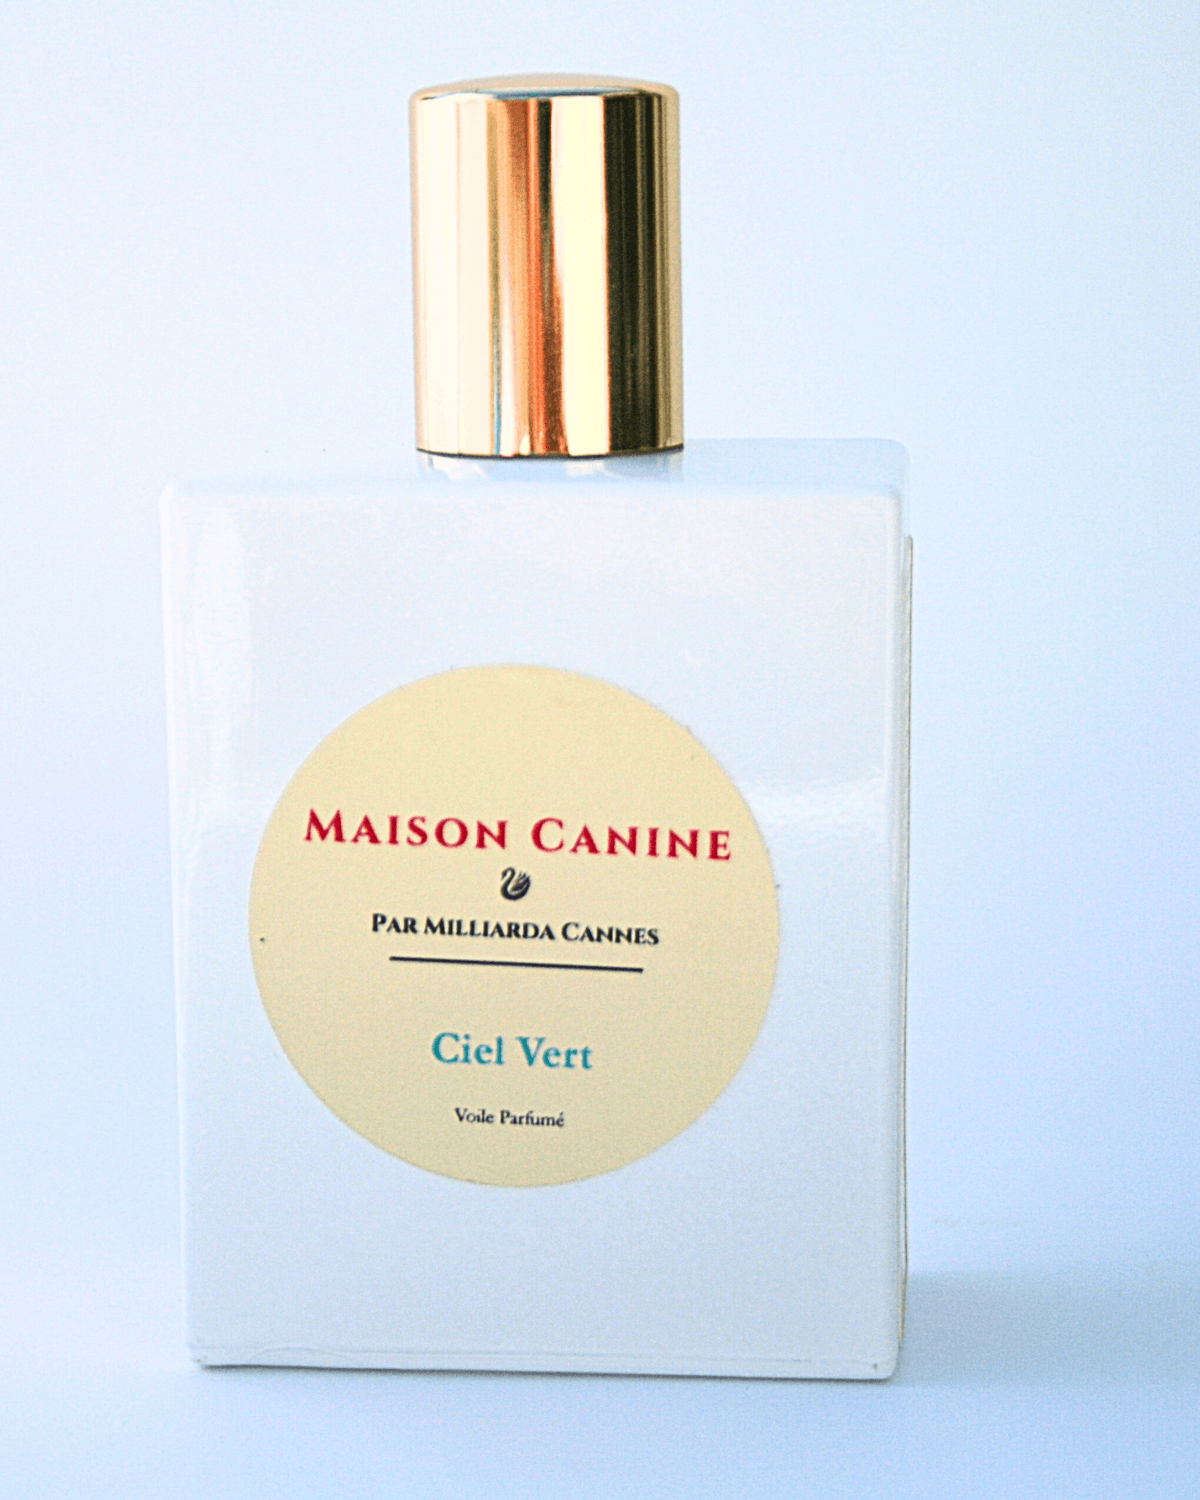 MAISON CANINE
PAR MILLIARDA CANNES
Ciel Vert
Voile Parfumé